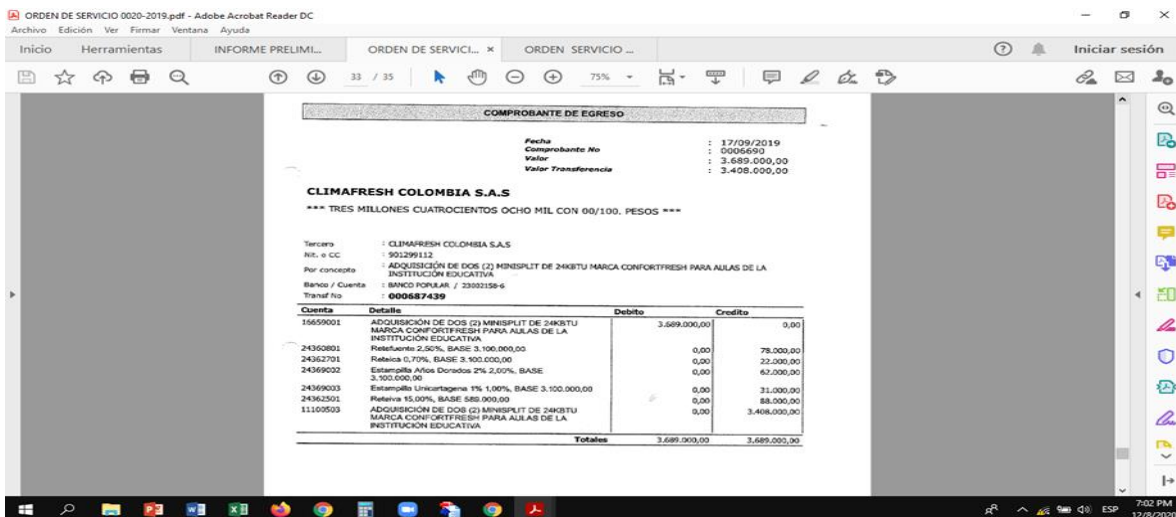 ORDEN DE SERVICIO 0020-2019.pdf - Adobe Acrobat Reader DC
Archivo Edición Ver Firmar Ventana Ayuda
Inicio Herramientas INFORME PRELIMI... ORDEN DE SERVICI... × ORDEN SERVICIO ... Iniciar sesión
33 / 35 75%
COMPROBANTE DE EGRESO
Fecha : 17/09/2019
Comprobante No : 0006690
Valor : 3.689.000,00
Valor Transferencia : 3.408.000,00
CLIMAFRESH COLOMBIA S.A.S
*** TRES MILLONES CUATROCIENTOS OCHO MIL CON 00/100. PESOS ***
Tercero : CLIMAFRESH COLOMBIA S.A.S
Nit. o CC : 901299112
Por concepto : ADQUISICIÓN DE DOS (2) MINISPLIT DE 24KBTU MARCA CONFORTFRESH PARA AULAS DE LA
INSTITUCIÓN EDUCATIVA
Banco / Cuenta : BANCO POPULAR / 23002158-6
Transf No : 000687439
Cuenta Detalle Debito Credito
16659001 ADQUISICIÓN DE DOS (2) MINISPLIT DE 24KBTU 3.689.000,00 0,00
MARCA CONFORTFRESH PARA AULAS DE LA
INSTITUCIÓN EDUCATIVA
24360801 Retefuente 2,50%, BASE 3.100.000,00 0,00 78.000,00
24362701 Reteica 0,70%, BASE 3.100.000,00 0,00 22.000,00
24369002 Estampilla Años Dorados 2% 2,00%, BASE 0,00 62.000,00
3.100.000,00
24369003 Estampilla Unicartagena 1% 1,00%, BASE 3.100.000,00 0,00 31.000,00
24362501 Reteiva 15,00%, BASE 589.000,00 0,00 88.000,00
11100503 ADQUISICIÓN DE DOS (2) MINISPLIT DE 24KBTU 0,00 3.408.000,00
MARCA CONFORTFRESH PARA AULAS DE LA
INSTITUCIÓN EDUCATIVA
Totales 3.689.000,00 3.689.000,00
ESP 7:02 PM